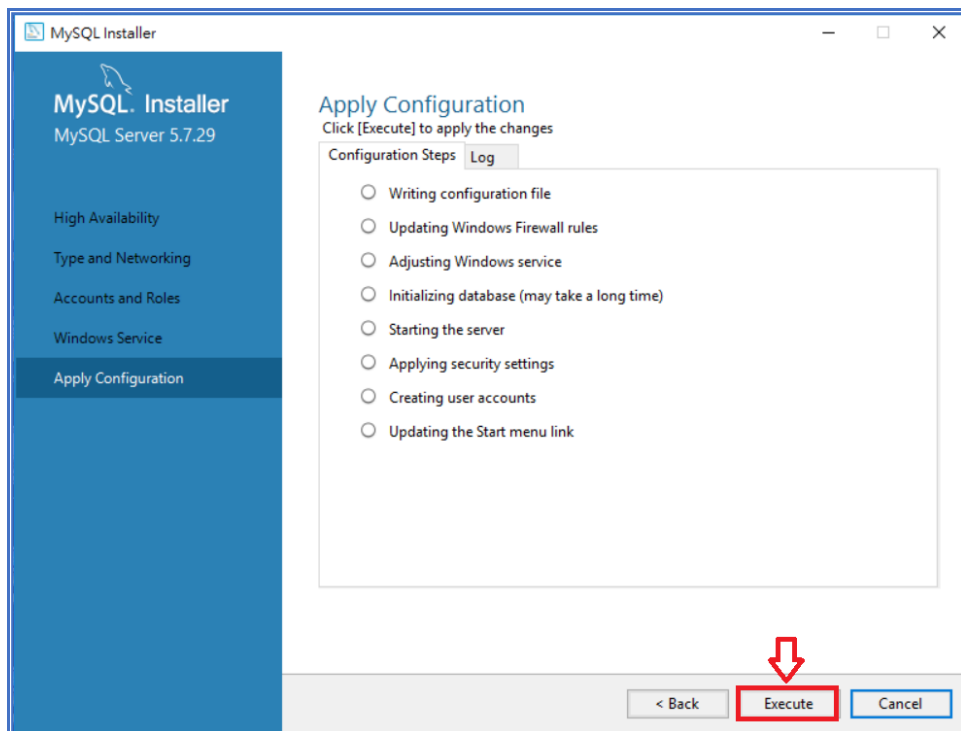 MySQL Installer
MySQL. Installer
MySQL Server 5.7.29
High Availability
Type and Networking
Accounts and Roles
Windows Service
Apply Configuration
Apply Configuration
Click [Execute] to apply the changes
Configuration Steps Log
Writing configuration file
Updating Windows Firewall rules
Adjusting Windows service
Initializing database (may take a long time)
Starting the server
Applying security settings
Creating user accounts
Updating the Start menu link
< Back Execute Cancel